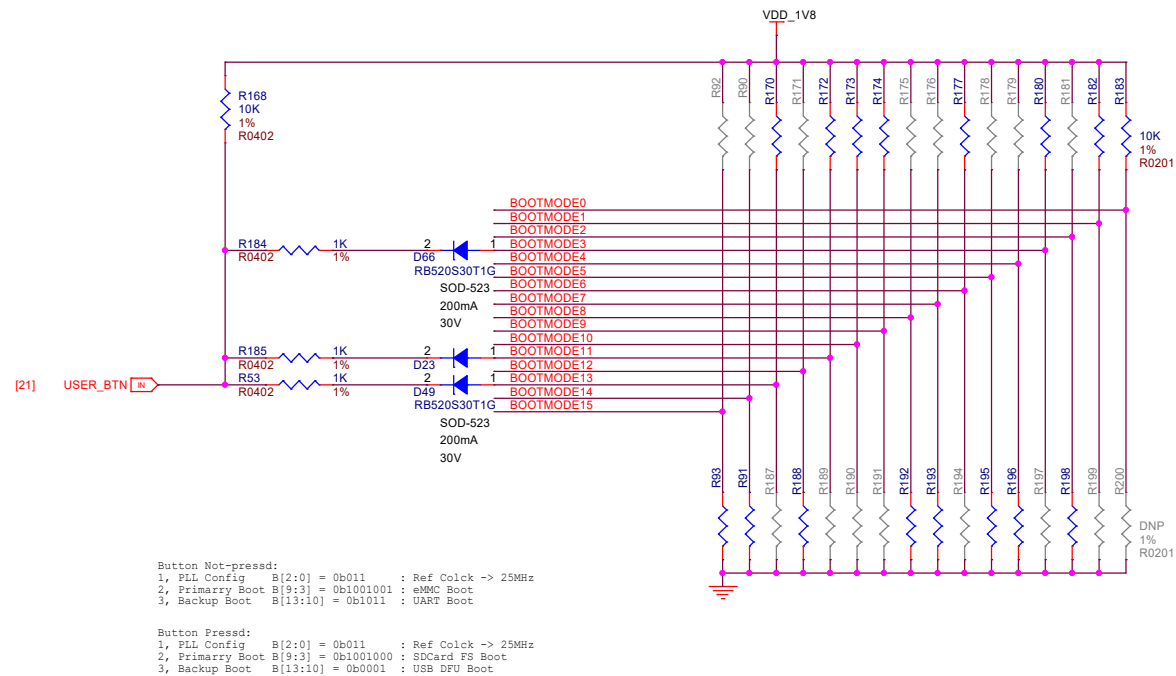 VDD_1V8
R92
R90
R170
R171
R172
R173
R174
R175
R176
R177
R178
R179
R180
R181
R182
R183
R168
10K
1%
R0402
10K
1%
R0201
BOOTMODE0
BOOTMODE1
BOOTMODE2
R184 1K 2 1 BOOTMODE3
R0402 1% D66 BOOTMODE4
RB520S30T1G BOOTMODE5
SOD-523 BOOTMODE6
BOOTMODE7
200mA BOOTMODE8
30V BOOTMODE9
BOOTMODE10
R185 1K 2 1 BOOTMODE11
R0402 1% D23 BOOTMODE12
[21] USER_BTN IN R53 1K 2 1 BOOTMODE13
R0402 1% D49 BOOTMODE14
RB520S30T1G BOOTMODE15
SOD-523
200mA
30V
R93
R91
R187
R188
R189
R190
R191
R192
R193
R194
R195
R196
R197
R198
R199
R200
DNP
1%
R0201
Button Not-pressd:
1, PLL Config B[2:0] = 0b011 : Ref Colck -> 25MHz
2, Primarry Boot B[9:3] = 0b1001001 : eMMC Boot
3, Backup Boot B[13:10] = 0b1011 : UART Boot
Button Pressd:
1, PLL Config B[2:0] = 0b011 : Ref Colck -> 25MHz
2, Primarry Boot B[9:3] = 0b1001000 : SDCard FS Boot
3, Backup Boot B[13:10] = 0b0001 : USB DFU Boot